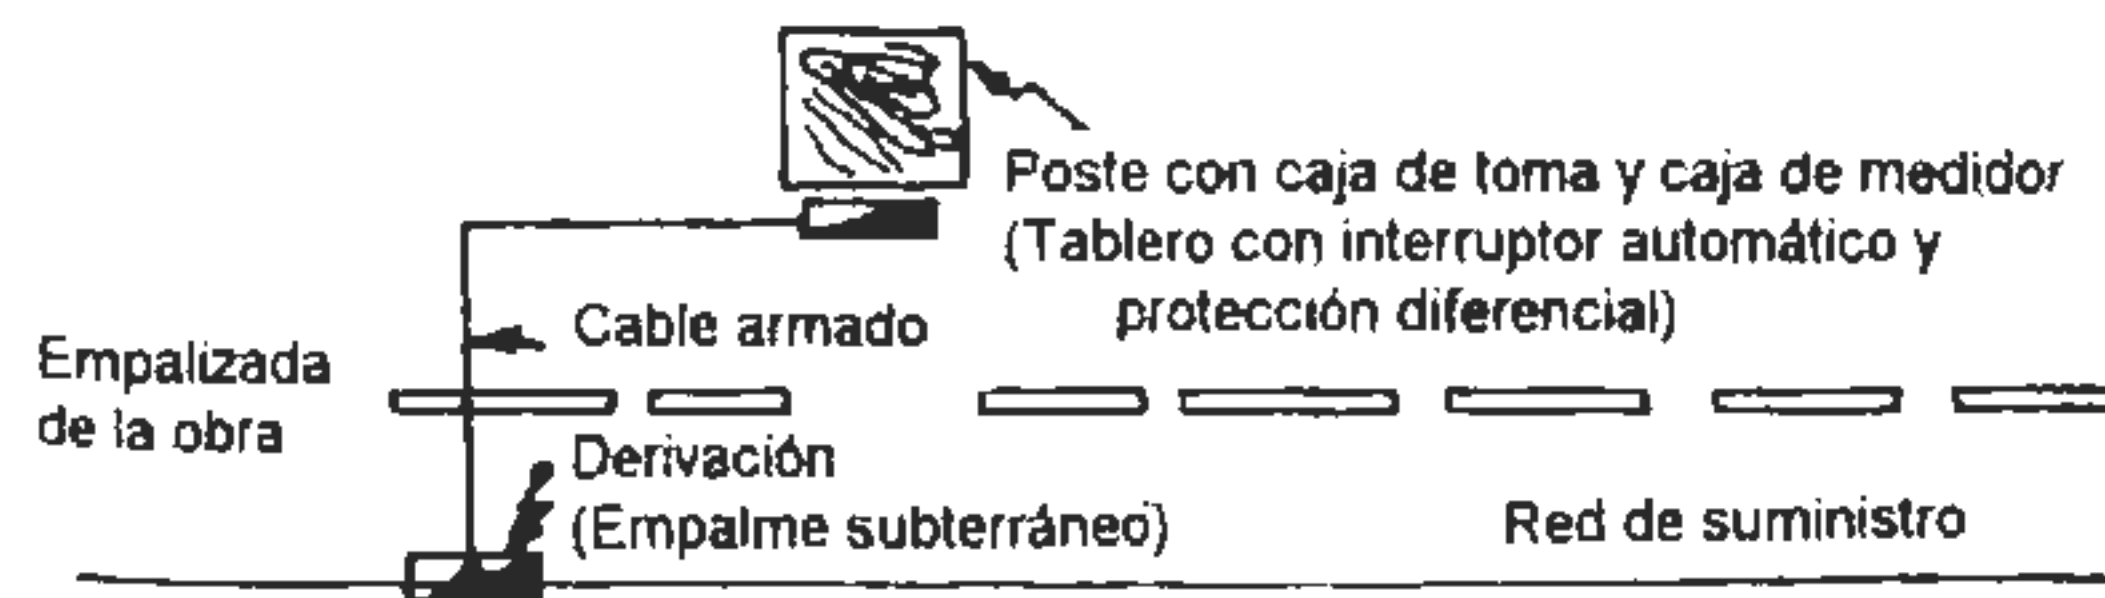 Poste con caja de toma y caja de medidor
(Tablero con interruptor automático y
protección diferencial)
Cable armado
Empalizada
de la obra
Derivación
(Empalme subterráneo)
Red de suministro